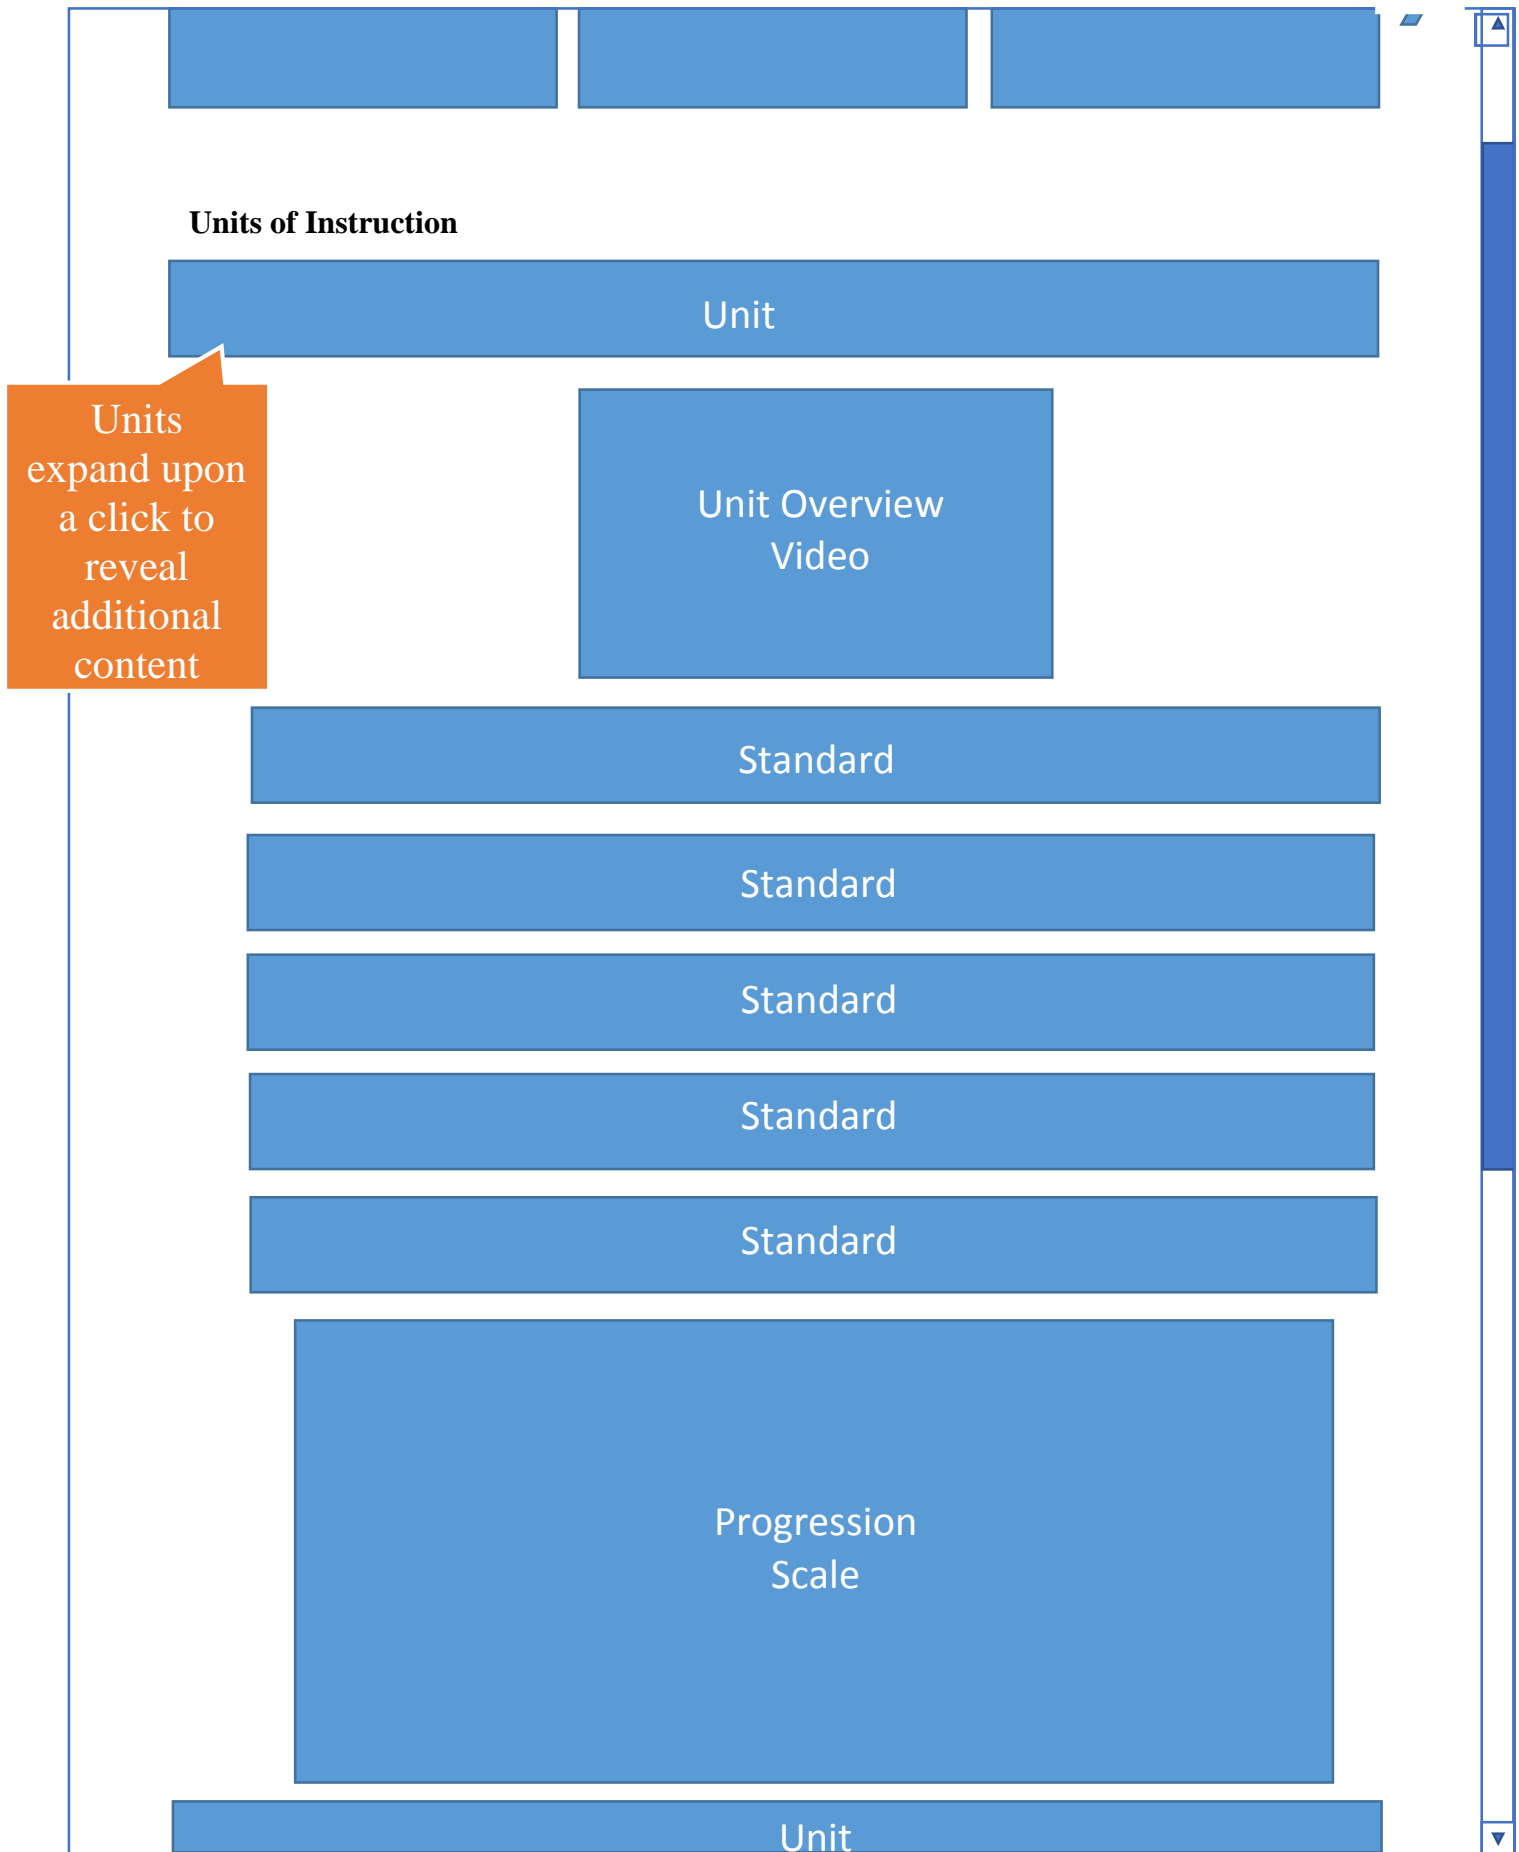 Units of Instruction
Unit
Units
expand upon
a click to
reveal
additional
content
Unit Overview
Video
Standard
Standard
Standard
Standard
Standard
Progression
Scale
Unit